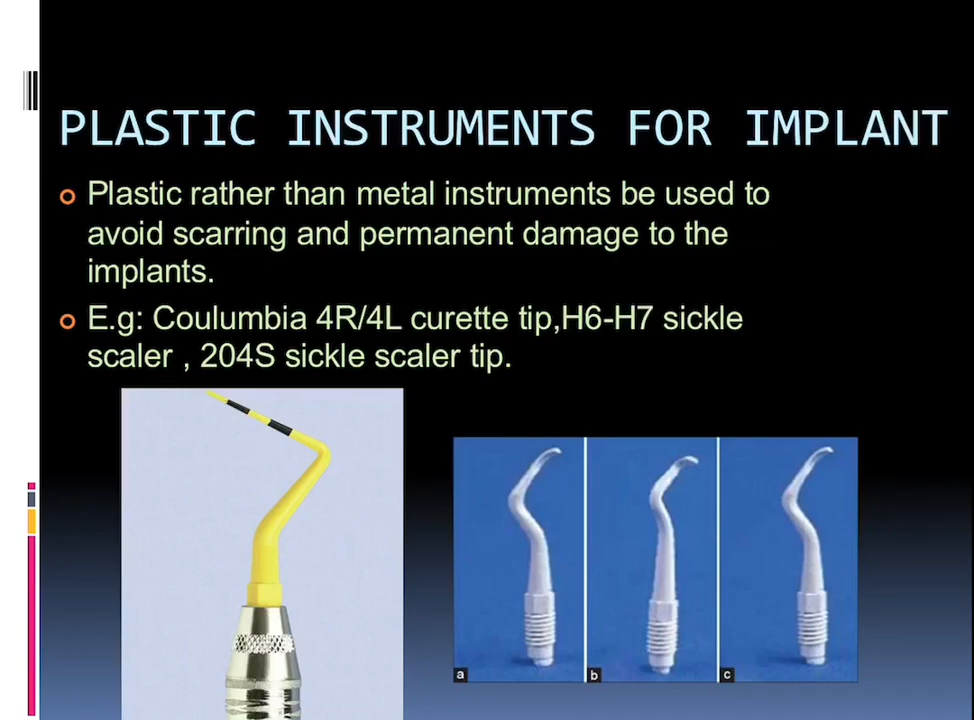 PLASTIC INSTRUMENTS FOR IMPLANT
Plastic rather than metal instruments be used to
avoid scarring and permanent damage to the
implants.
E.g: Coulumbia 4R/4L curette tip,H6-H7 sickle
scaler , 204S sickle scaler tip.
a b c